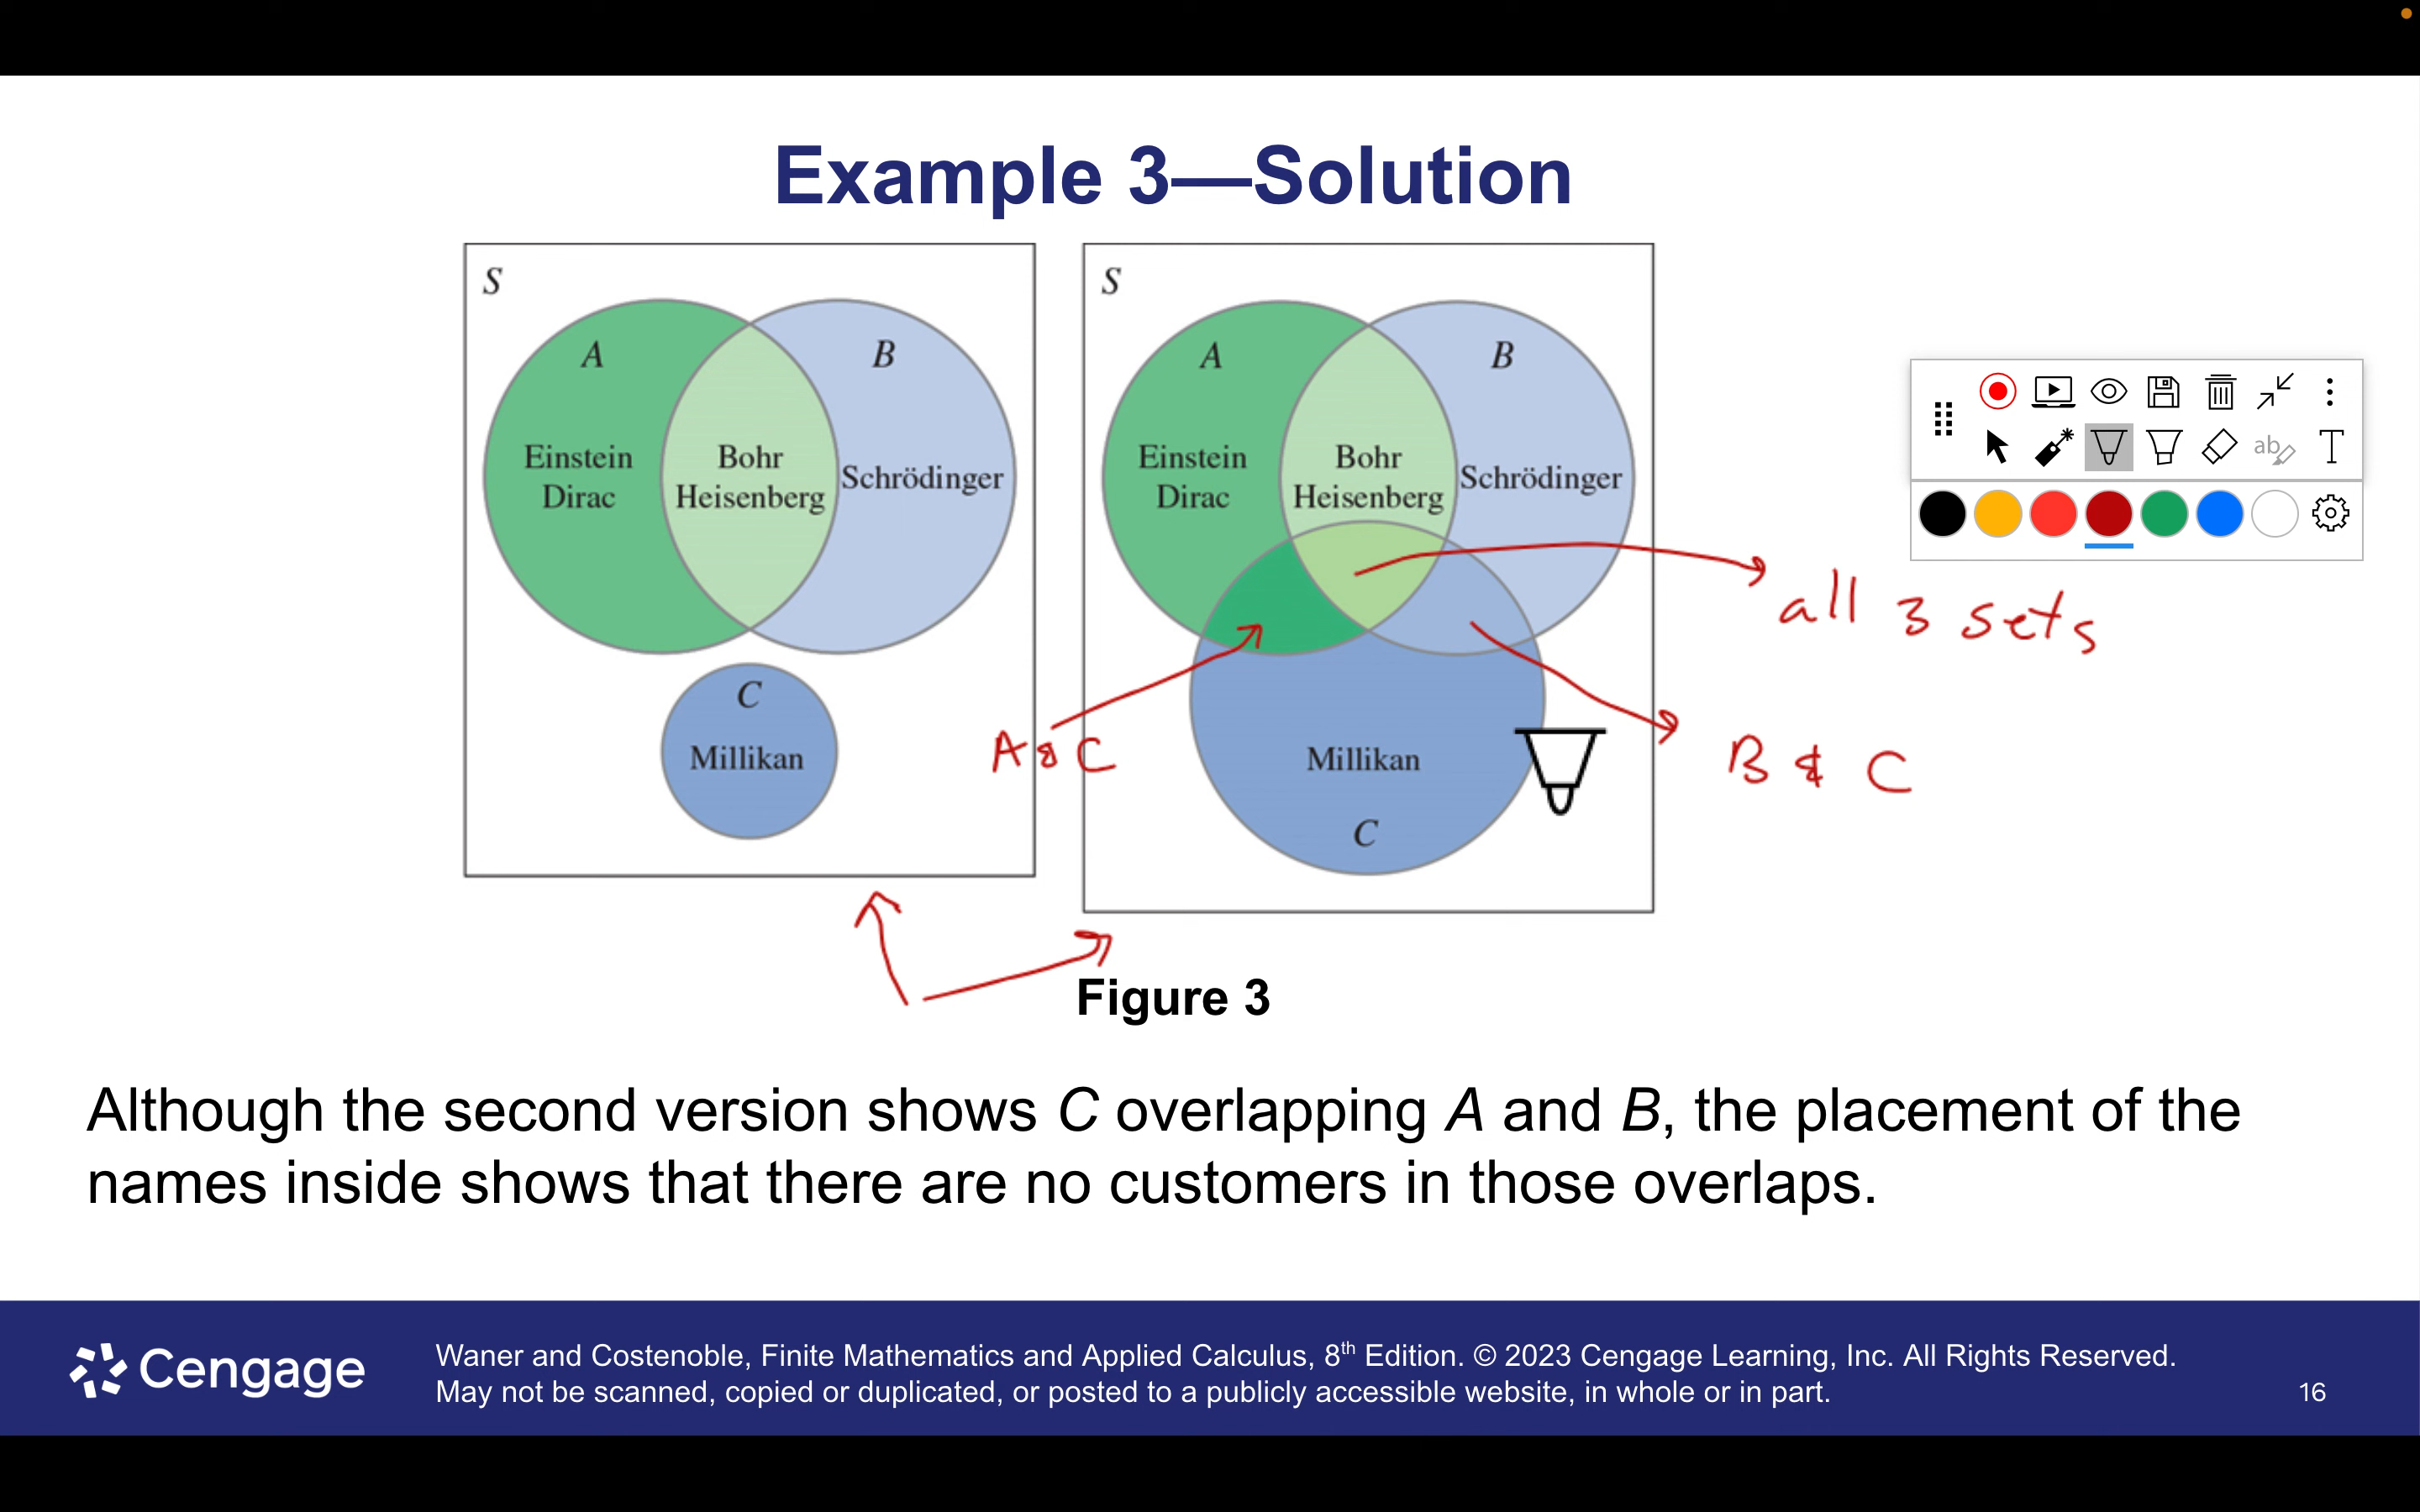 Example 3—Solution
S
A
B
Einstein
Dirac
Bohr
Heisenberg
Schrödinger
C
Millikan
S
A
B
Einstein
Dirac
Bohr
Heisenberg
Schrödinger
Millikan
C
all 3 sets
A & C
B & C
ab
T
Figure 3
Although the second version shows C overlapping A and B, the placement of the
names inside shows that there are no customers in those overlaps.
Cengage
Waner and Costenoble, Finite Mathematics and Applied Calculus, 8th Edition. © 2023 Cengage Learning, Inc. All Rights Reserved.
May not be scanned, copied or duplicated, or posted to a publicly accessible website, in whole or in part.
16